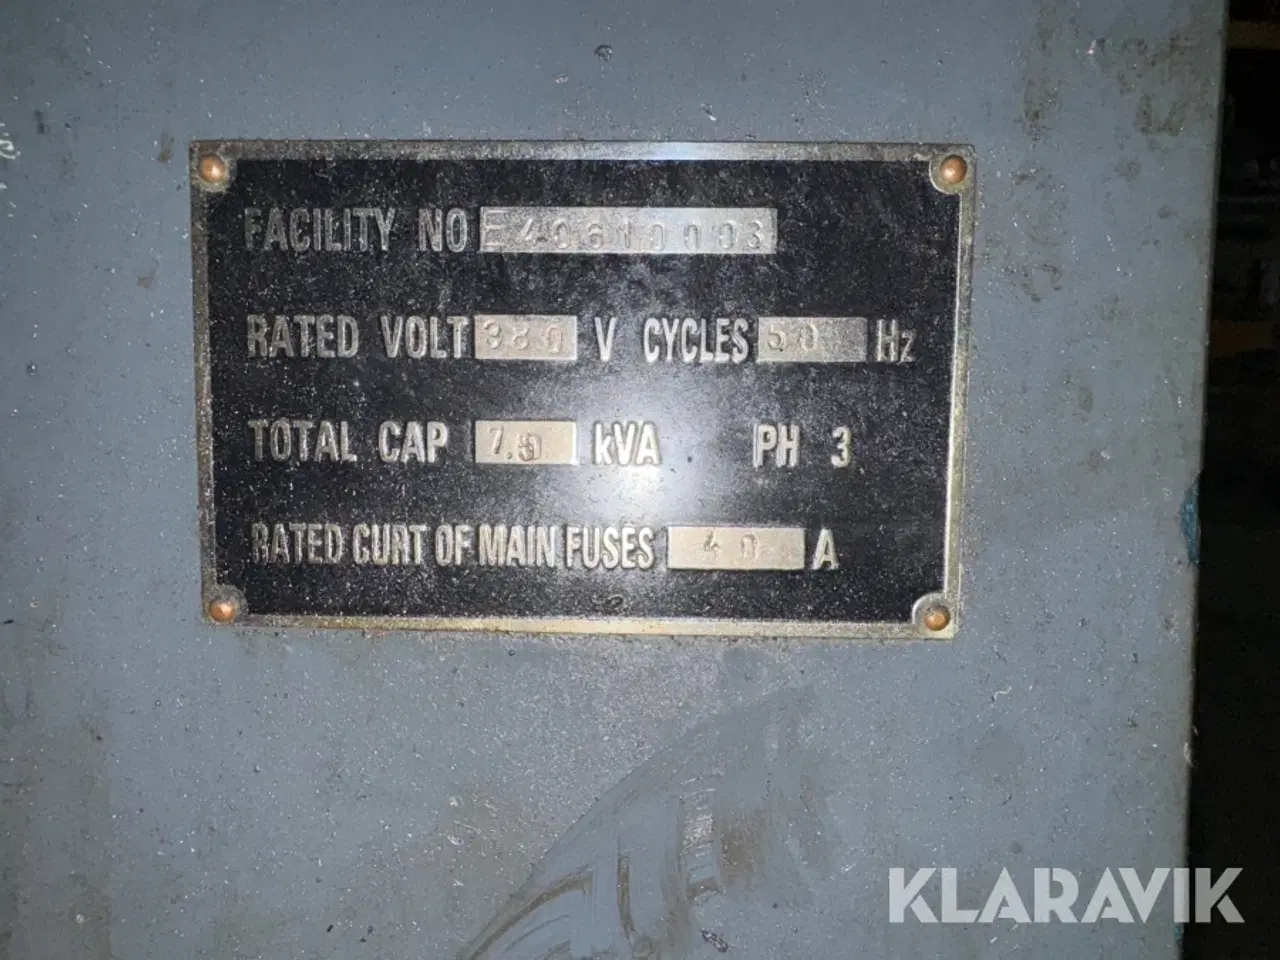 FACILITY NO E40610003
RATED VOLT 380 V CYCLES 50 Hz
TOTAL CAP 7.5 kVA PH 3
RATED CURT OF MAIN FUSES 40 A
KLARAVIK